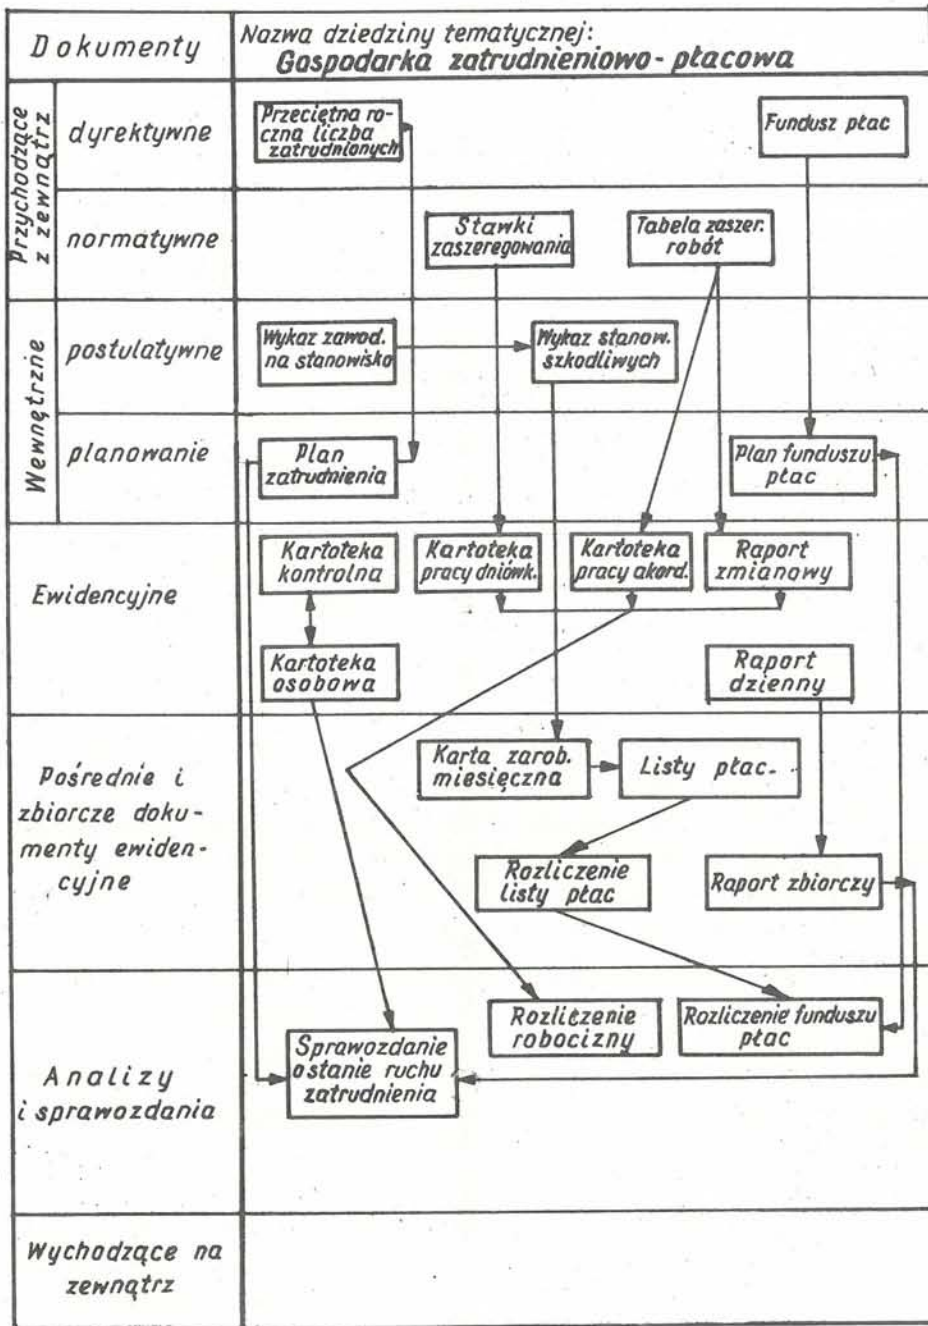 Dokumenty
Nazwa dziedziny tematycznej:
Gospodarka zatrudnieniowo-płacowa
Przychodzące
z zewnątrz
dyrektywne
Przeciętna ro-
czna liczba
zatrudnionych
Fundusz płac
normatywne
Stawki
zaszeregowania
Tabela zaszer.
robót
Wewnętrzne
postulatywne
Wykaz zawod.
na stanowisko
Wykaz stanow.
szkodliwych
planowanie
Plan
zatrudnienia
Plan funduszu
płac
Ewidencyjne
Kartoteka
kontrolna
Kartoteka
pracy dniówk.
Kartoteka
pracy akord.
Raport
zmianowy
Kartoteka
osobowa
Raport
dzienny
Pośrednie i
zbiorcze doku-
menty ewiden-
cyjne
Karta zarob.
miesięczna
Listy płac.
Rozliczenie
listy płac
Raport zbiorczy
Analizy
i sprawozdania
Sprawozdanie
o stanie ruchu
zatrudnienia
Rozliczenie
robocizny
Rozliczenie funduszu
płac
Wychodzące na
zewnątrz